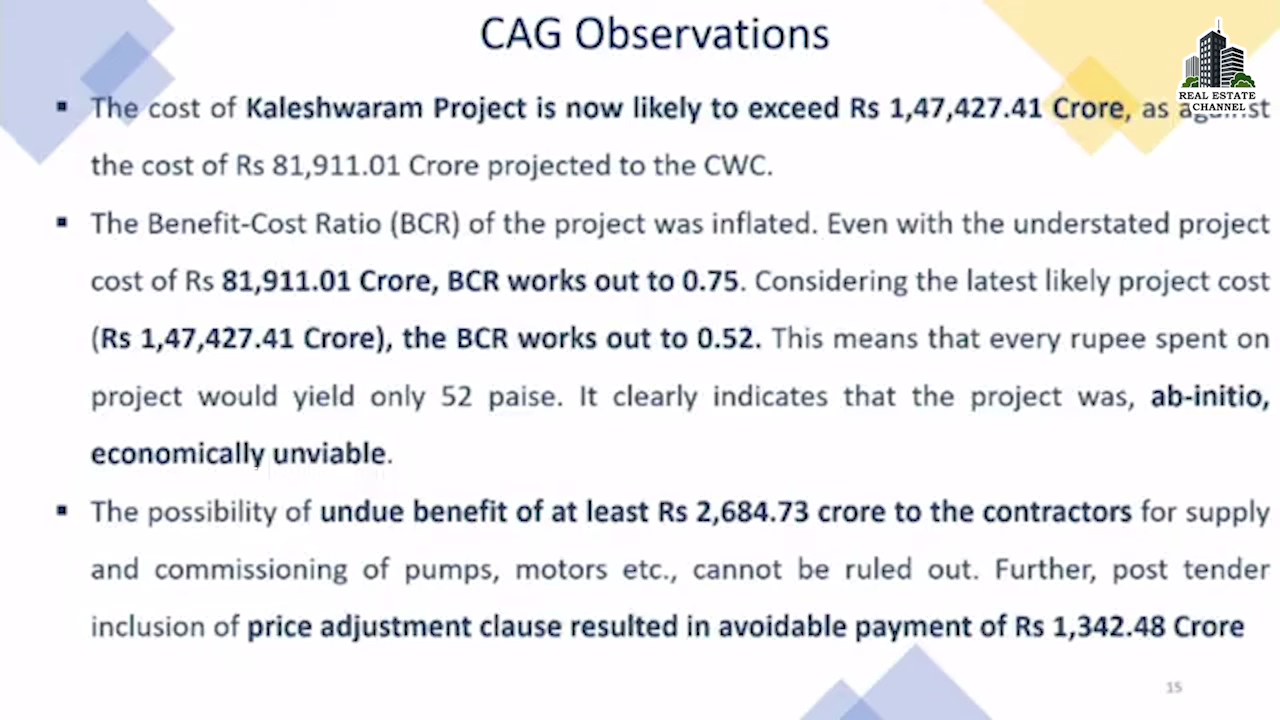 CAG Observations
REAL ESTATE
CHANNEL
▪ The cost of Kaleshwaram Project is now likely to exceed Rs 1,47,427.41 Crore, as against
the cost of Rs 81,911.01 Crore projected to the CWC.
▪ The Benefit-Cost Ratio (BCR) of the project was inflated. Even with the understated project
cost of Rs 81,911.01 Crore, BCR works out to 0.75. Considering the latest likely project cost
(Rs 1,47,427.41 Crore), the BCR works out to 0.52. This means that every rupee spent on
project would yield only 52 paise. It clearly indicates that the project was, ab-initio,
economically unviable.
▪ The possibility of undue benefit of at least Rs 2,684.73 crore to the contractors for supply
and commissioning of pumps, motors etc., cannot be ruled out. Further, post tender
inclusion of price adjustment clause resulted in avoidable payment of Rs 1,342.48 Crore
15